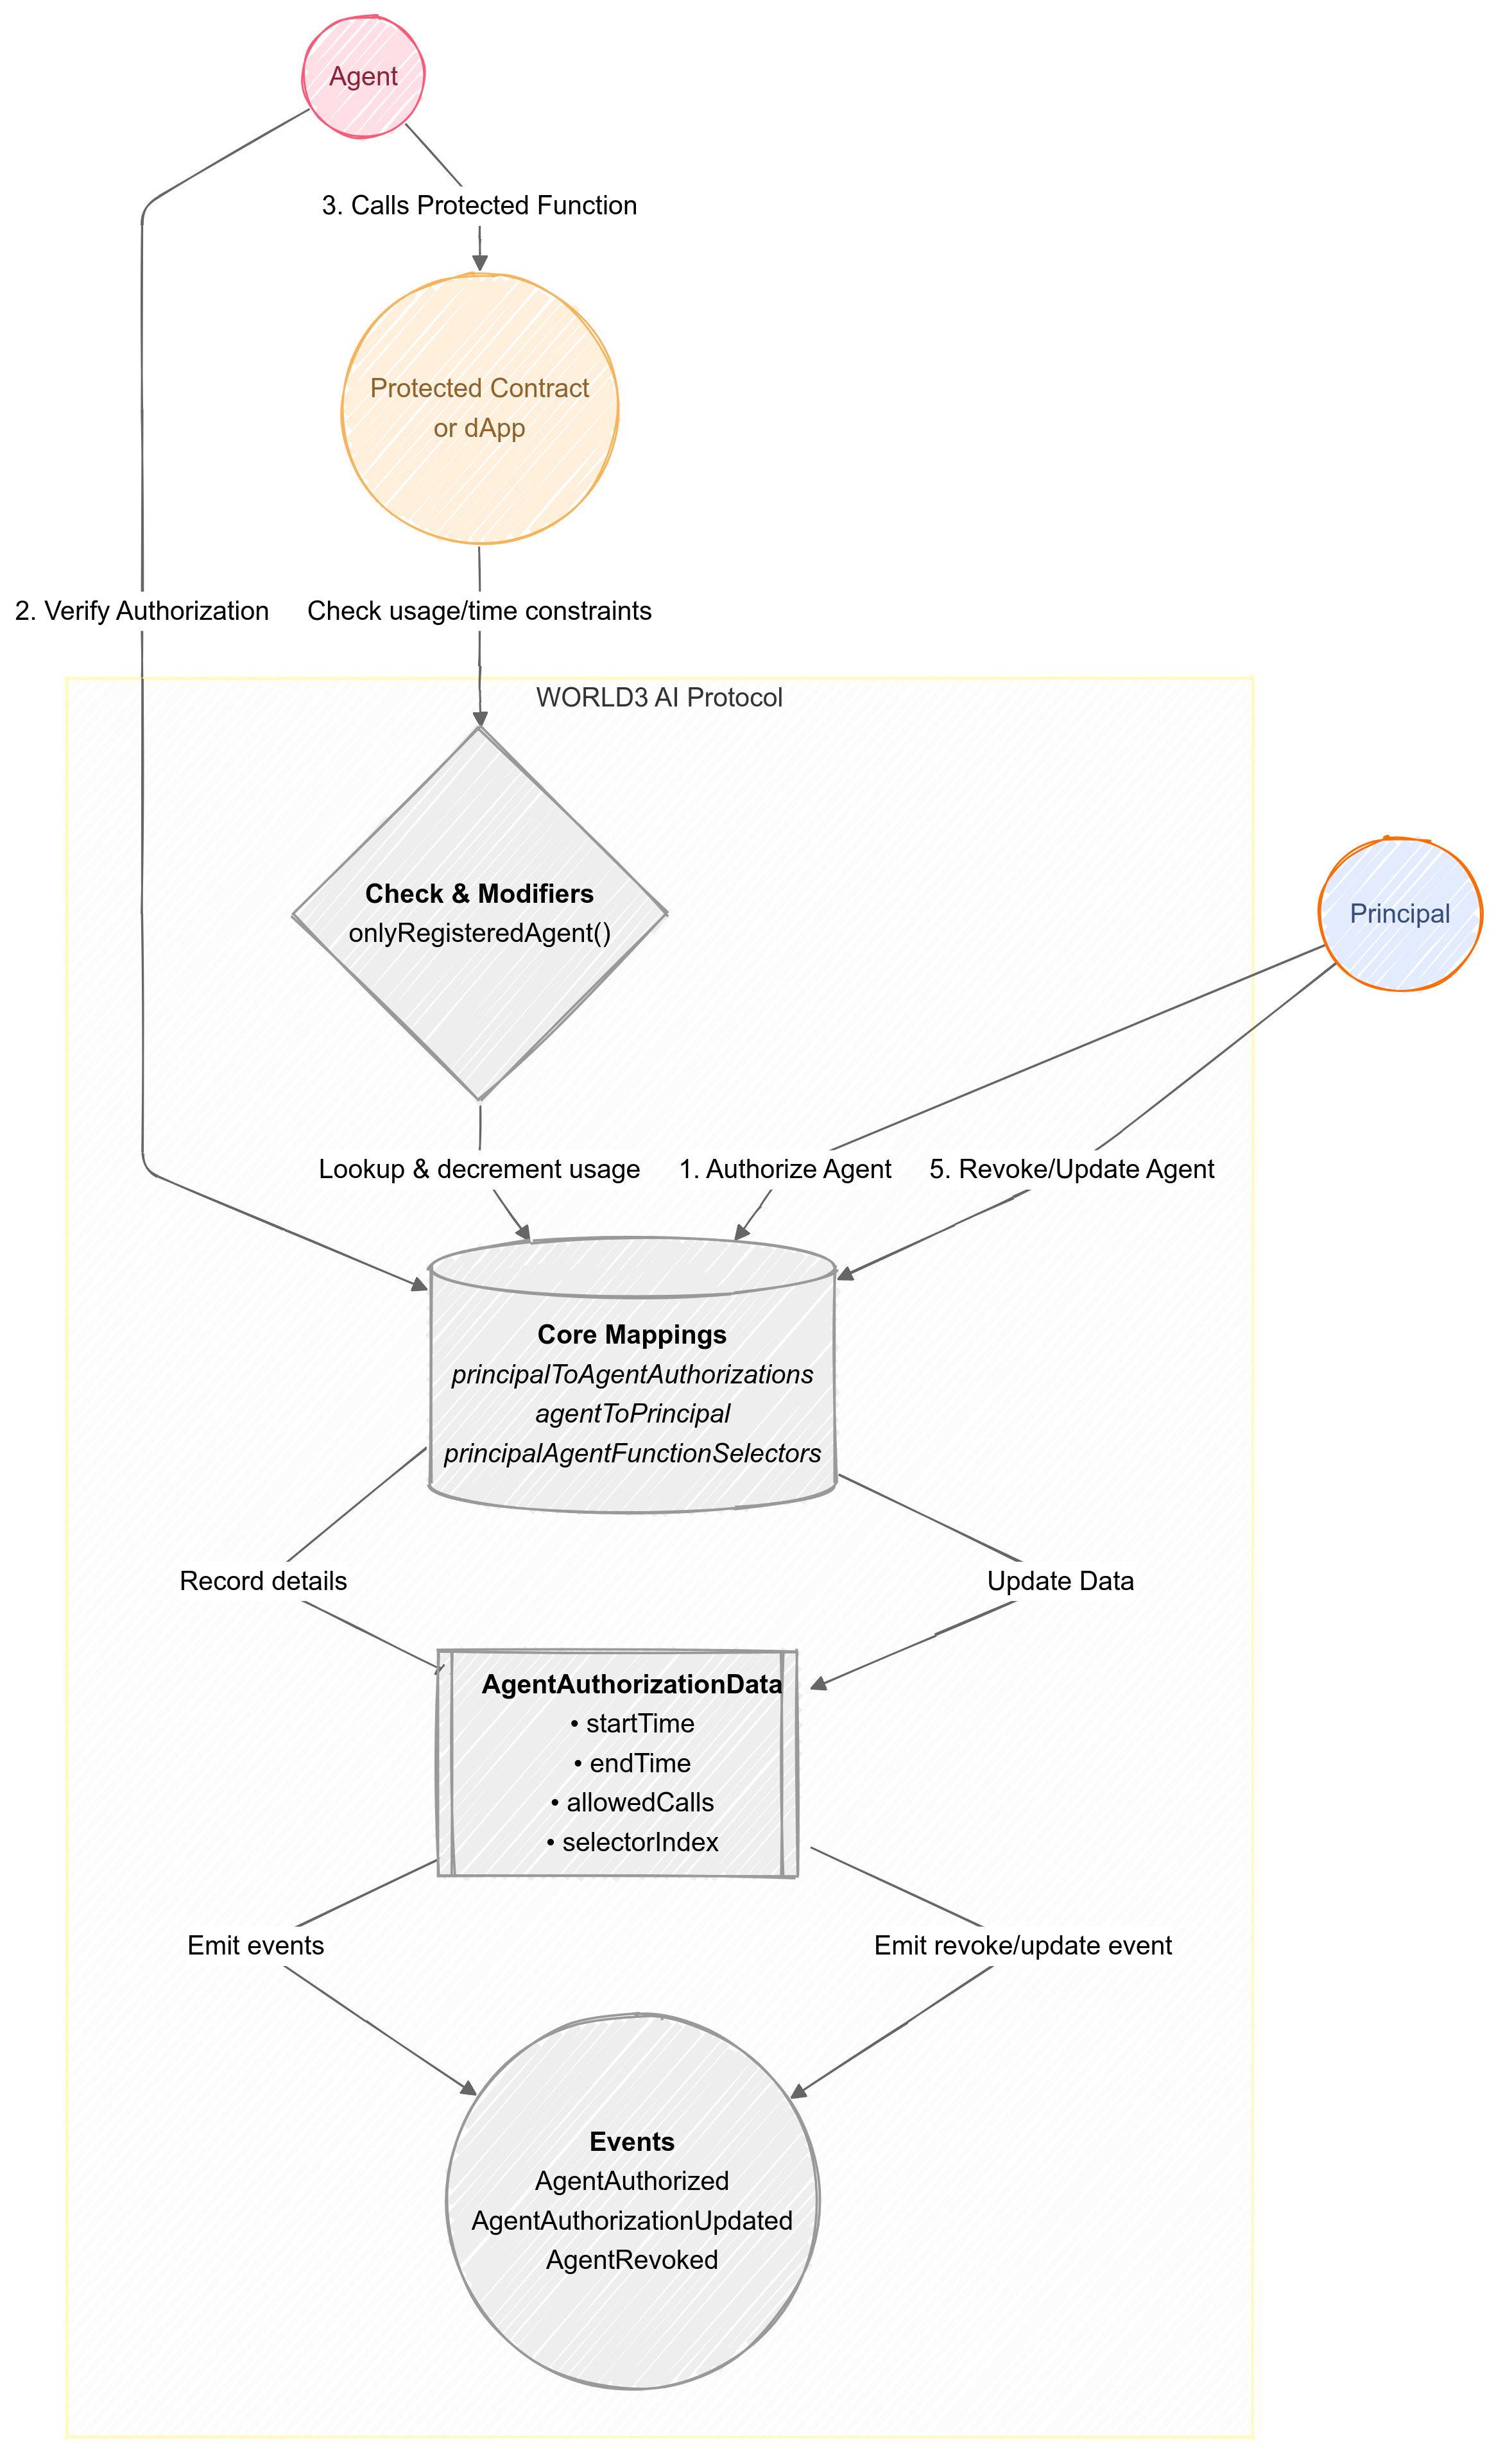 Agent
3. Calls Protected Function
Protected Contract
or dApp
2. Verify Authorization
Check usage/time constraints
WORLD3 AI Protocol
Check & Modifiers
onlyRegisteredAgent()
Principal
Lookup & decrement usage
1. Authorize Agent
5. Revoke/Update Agent
Core Mappings
principalToAgentAuthorizations
agentToPrincipal
principalAgentFunctionSelectors
Record details
Update Data
AgentAuthorizationData
• startTime
• endTime
• allowedCalls
• selectorIndex
Emit events
Emit revoke/update event
Events
AgentAuthorized
AgentAuthorizationUpdated
AgentRevoked